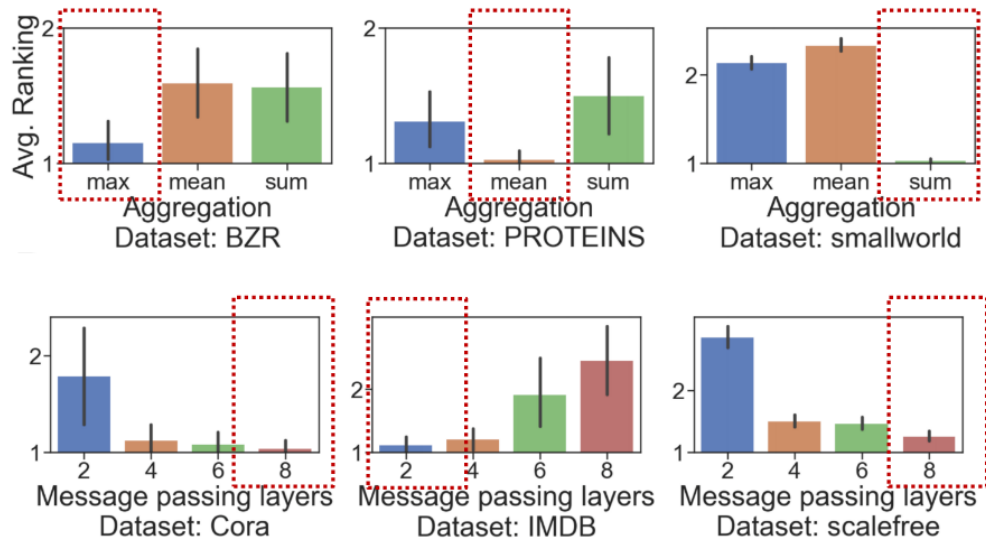 Avg. Ranking
2
1
max mean sum
Aggregation
Dataset: BZR
2
1
max mean sum
Aggregation
Dataset: PROTEINS
2
1
max mean sum
Aggregation
Dataset: smallworld
2
1
2 4 6 8
Message passing layers
Dataset: Cora
2
1
2 4 6 8
Message passing layers
Dataset: IMDB
2
1
2 4 6 8
Message passing layers
Dataset: scalefree